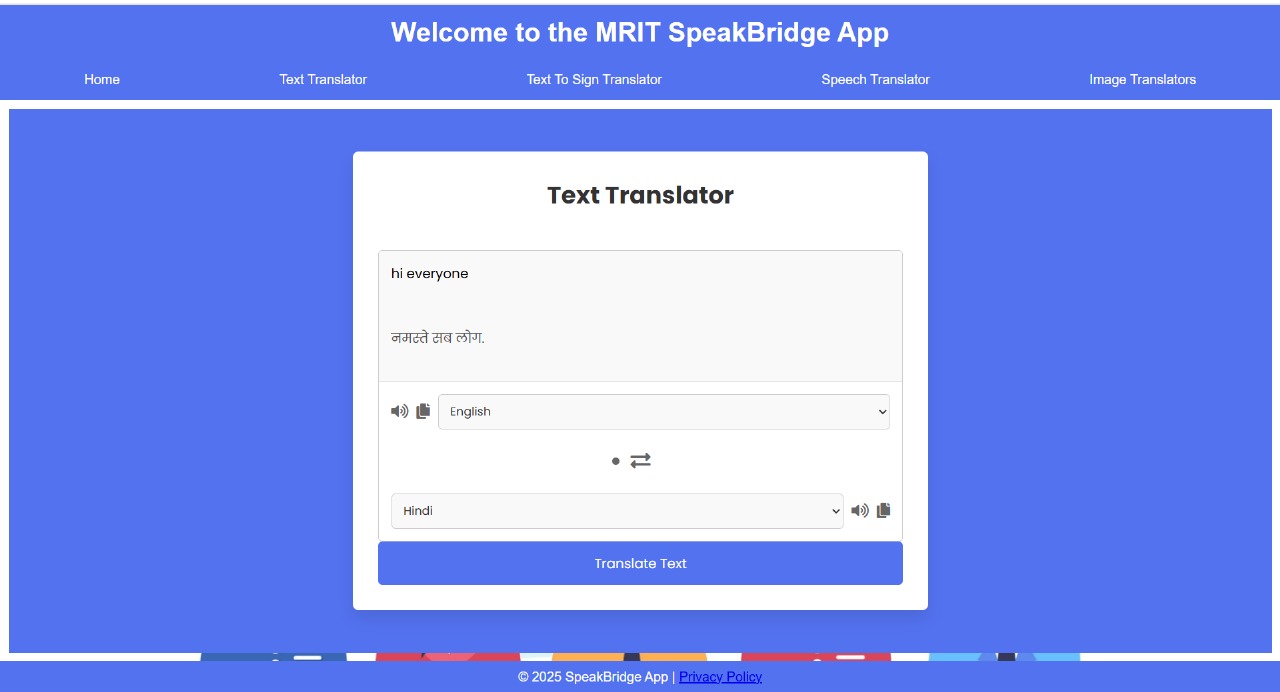 Welcome to the MRIT SpeakBridge App
Home Text Translator Text To Sign Translator Speech Translator Image Translators
Text Translator
hi everyone
नमस्ते सब लोग.
English
Hindi
Translate Text
© 2025 SpeakBridge App | Privacy Policy